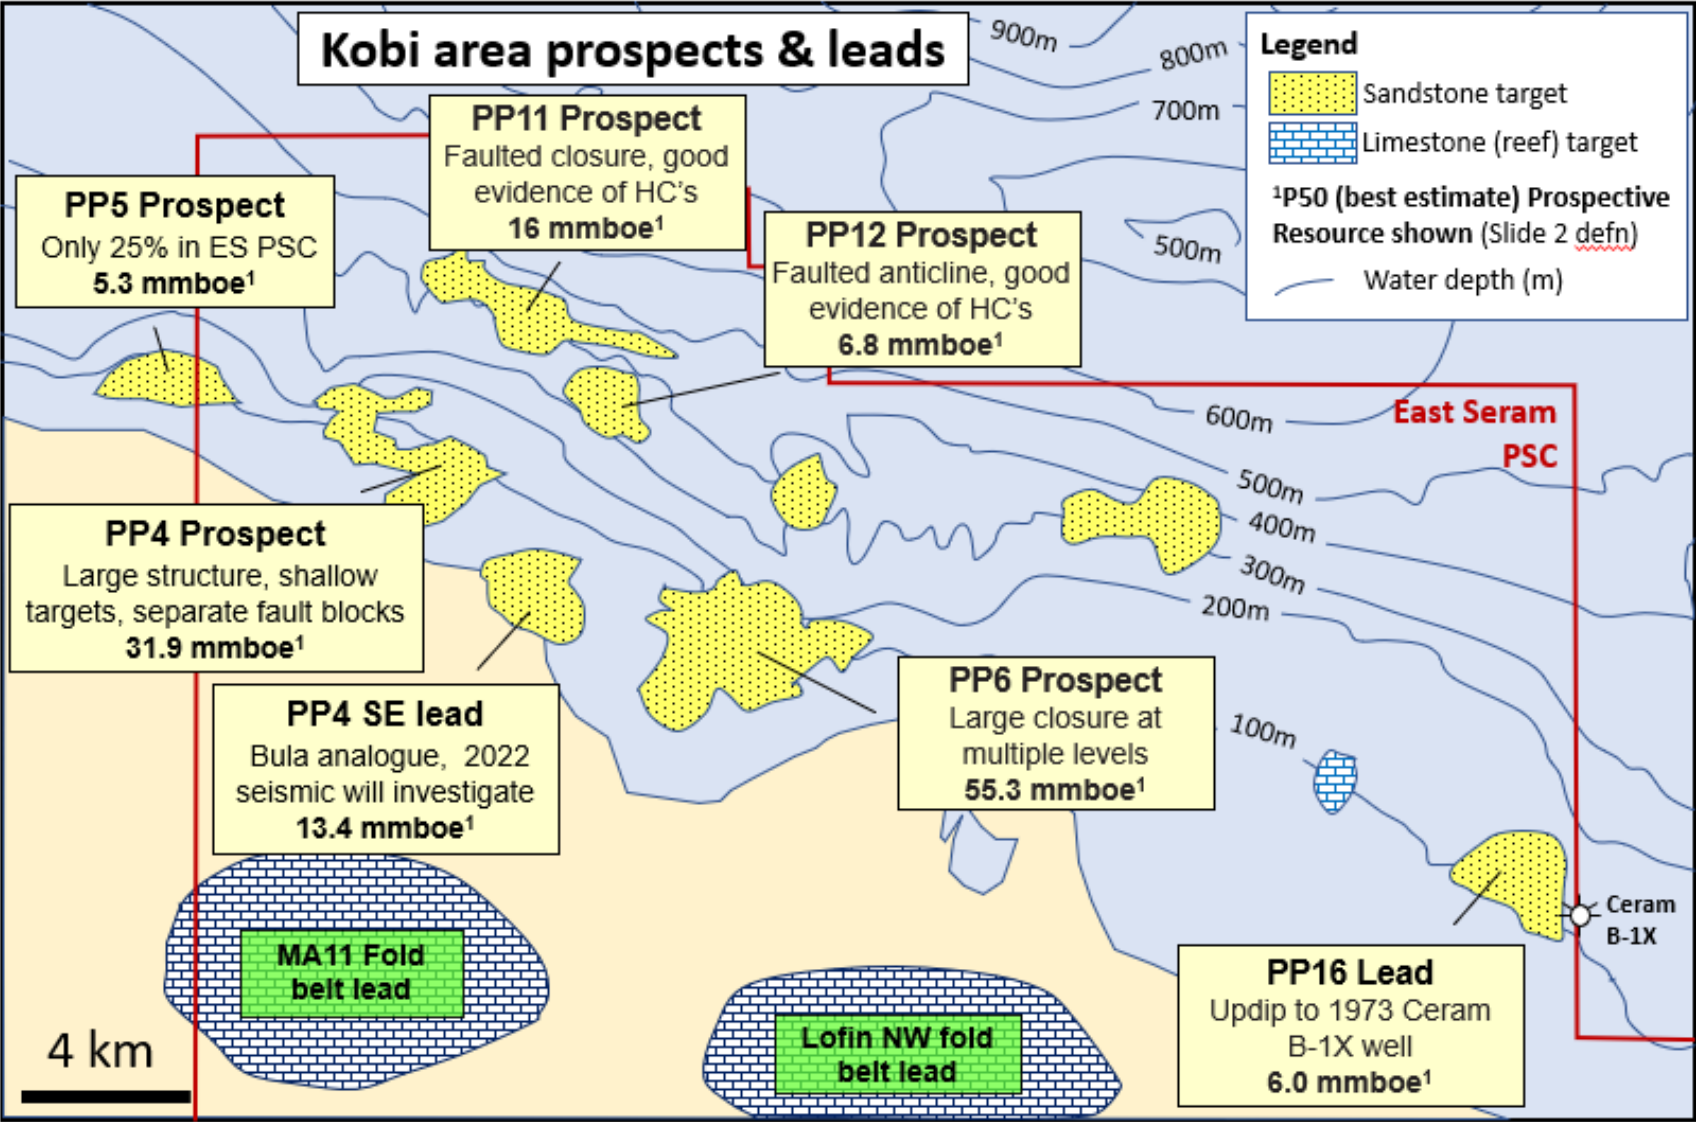 Kobi area prospects & leads
900m
800m
700m
500m
Legend
Sandstone target
Limestone (reef) target
¹P50 (best estimate) Prospective
Resource shown (Slide 2 defn)
Water depth (m)
PP11 Prospect
Faulted closure, good
evidence of HC's
16 mmboe¹
PP5 Prospect
Only 25% in ES PSC
5.3 mmboe¹
PP12 Prospect
Faulted anticline, good
evidence of HC's
6.8 mmboe¹
600m
East Seram
PSC
500m
400m
300m
200m
PP4 Prospect
Large structure, shallow
targets, separate fault blocks
31.9 mmboe¹
PP4 SE lead
Bula analogue, 2022
seismic will investigate
13.4 mmboe¹
PP6 Prospect
Large closure at
multiple levels
55.3 mmboe¹
100m
Ceram
B-1X
MA11 Fold
belt lead
Lofin NW fold
belt lead
PP16 Lead
Updip to 1973 Ceram
B-1X well
6.0 mmboe¹
4 km